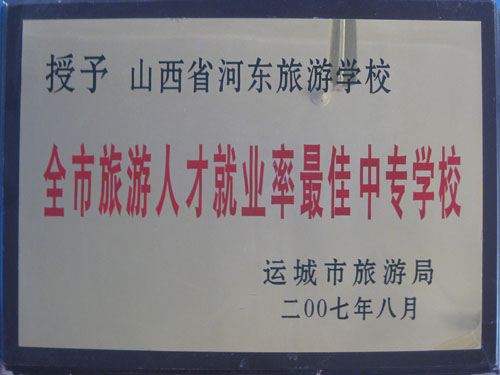 授予 山西省河东旅游学校
全市旅游人才就业率最佳中专学校
运城市旅游局
二00七年八月